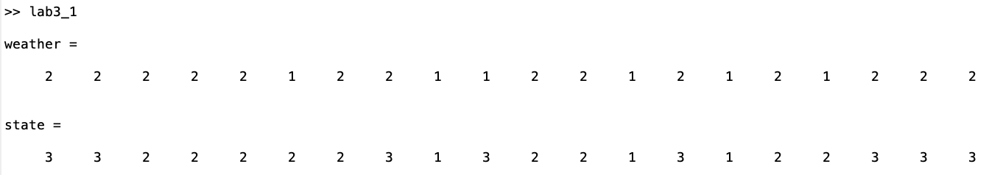 >> lab3_1
weather =
2 2 2 2 2 1 2 2 1 1 2 2 1 2 1 2 1 2 2 2
state =
3 3 2 2 2 2 2 3 1 3 2 2 1 3 1 2 2 3 3 3